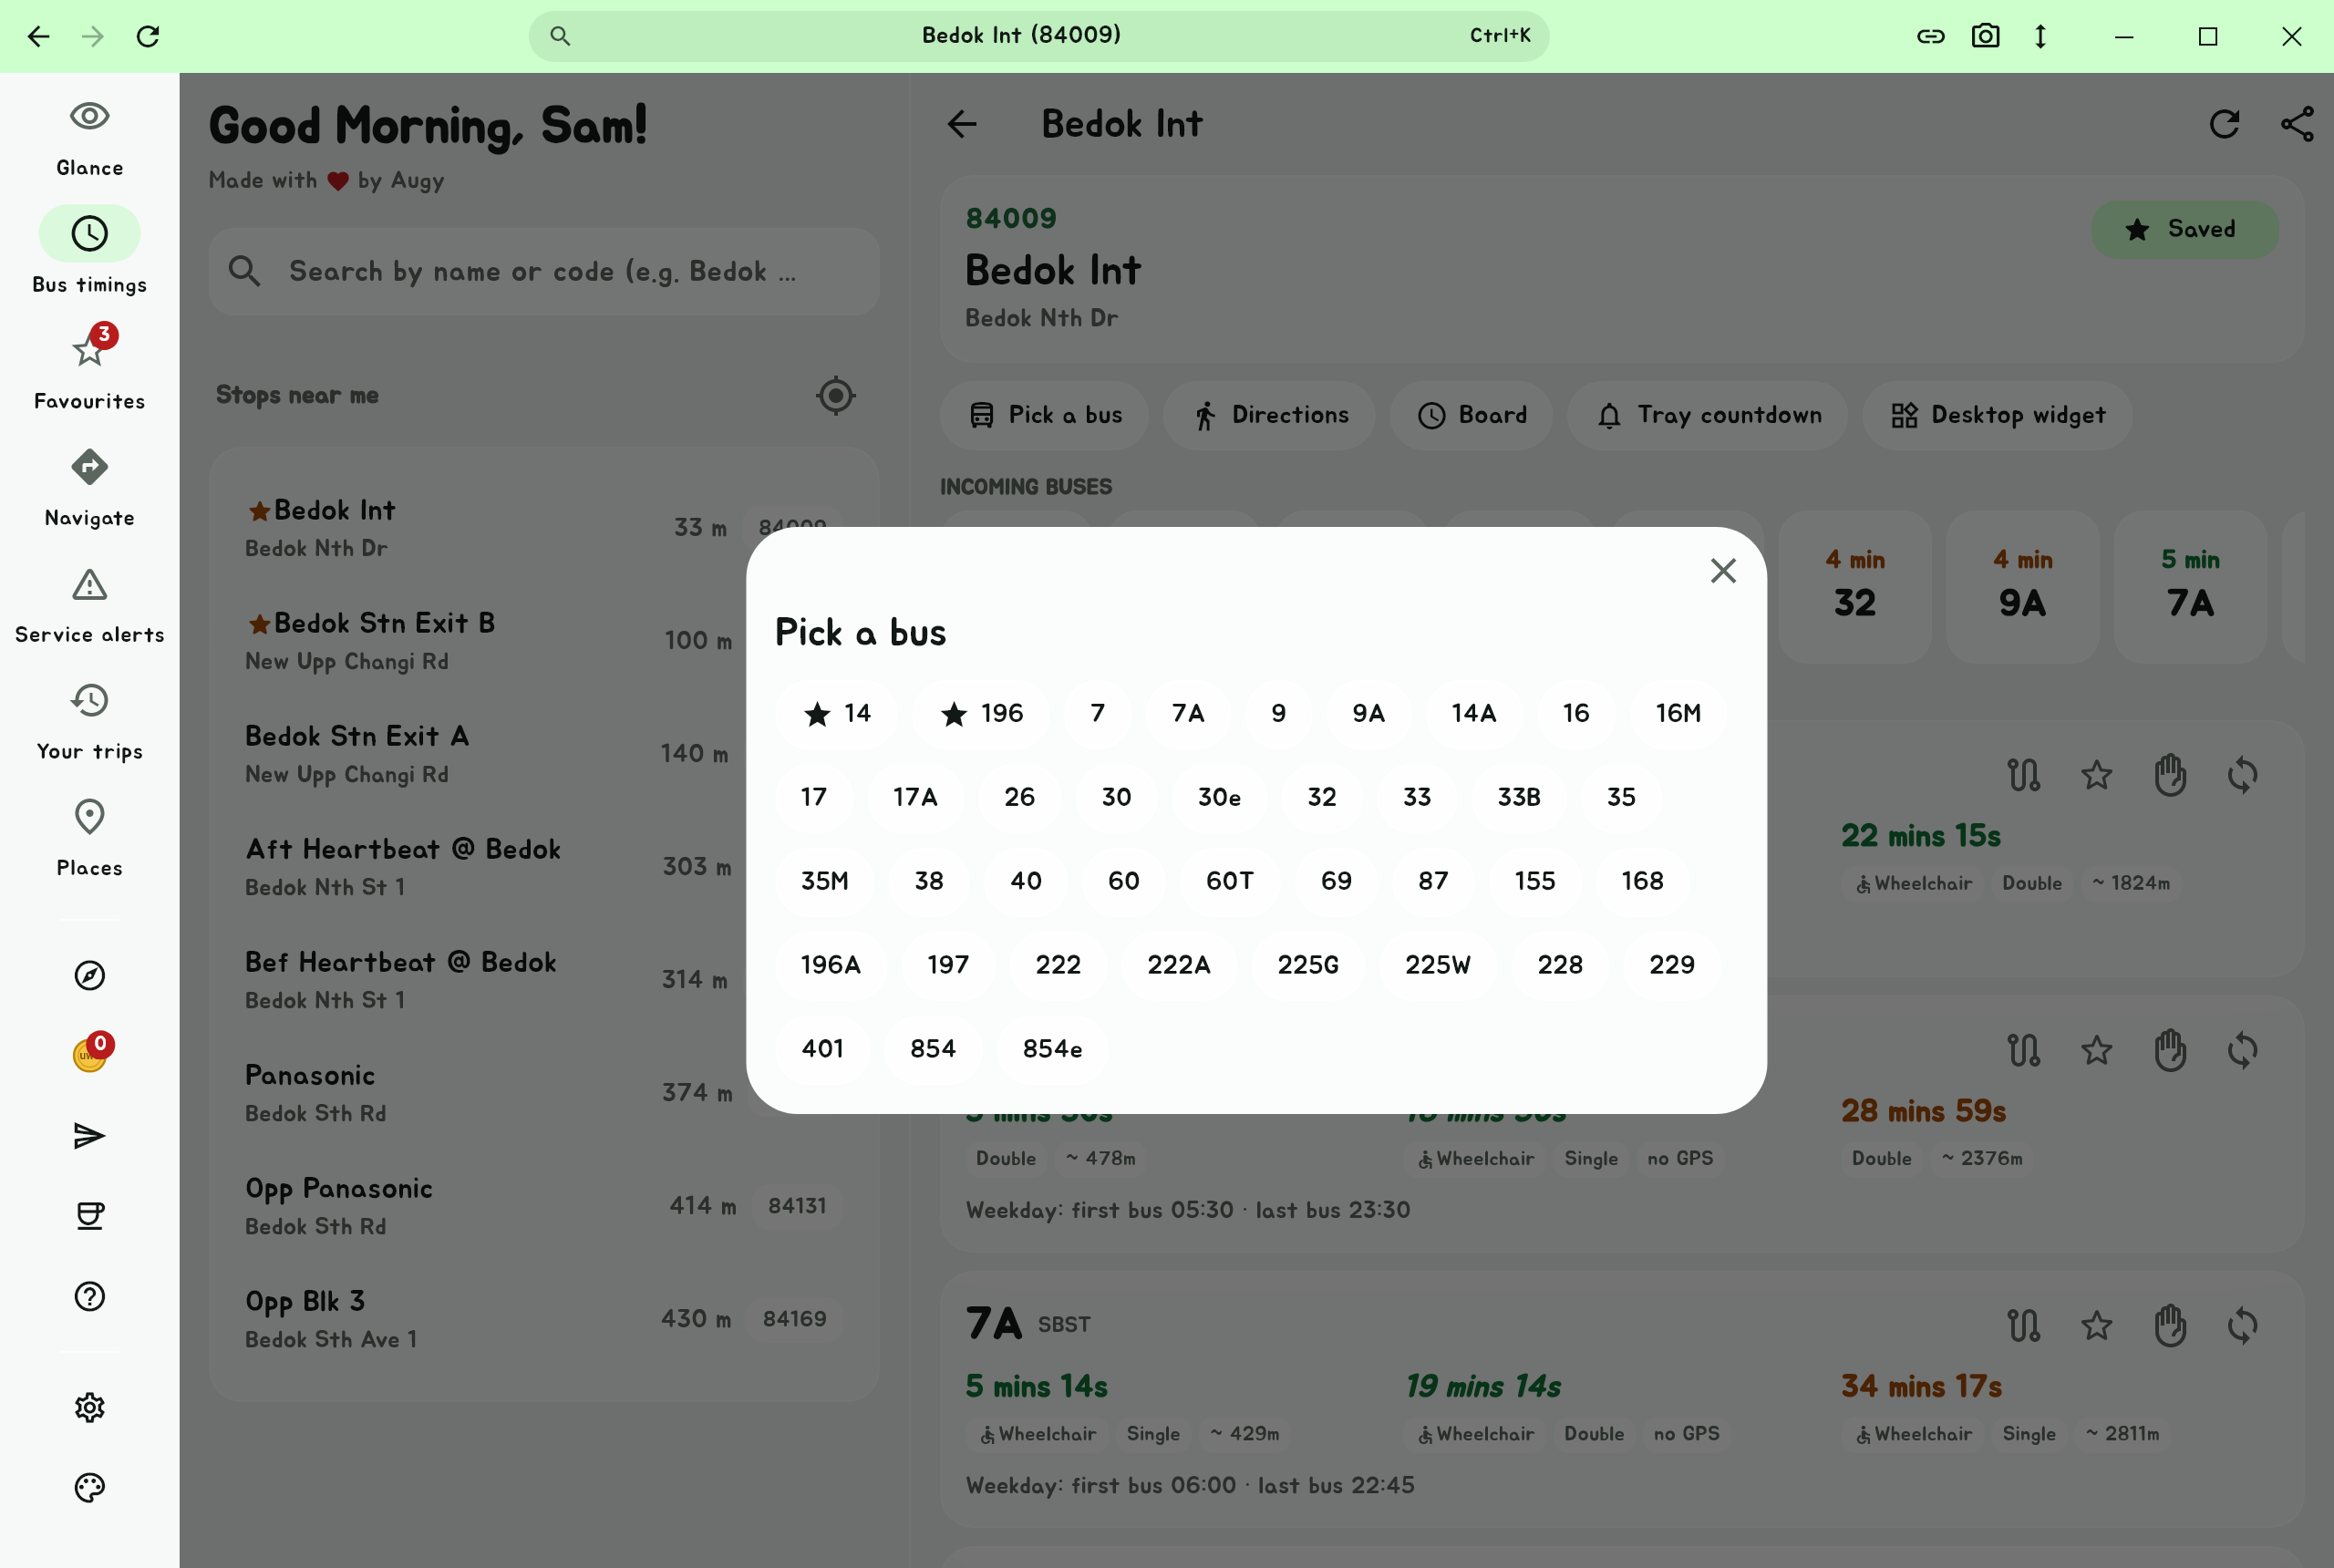 Bedok Int (84009)
Ctrl+K
Glance
Bus timings
3
Favourites
Navigate
Service alerts
Your trips
Places
0
Good Morning, Sam!
Made with by Augy
Search by name or code (e.g. Bedok ...
Stops near me
Bedok Int
Bedok Nth Dr
33 m 84009
Bedok Stn Exit B
New Upp Changi Rd
100 m
Bedok Stn Exit A
New Upp Changi Rd
140 m
Aft Heartbeat @ Bedok
Bedok Nth St 1
303 m
Bef Heartbeat @ Bedok
Bedok Nth St 1
314 m
Panasonic
Bedok Sth Rd
374 m
Opp Panasonic
Bedok Sth Rd
414 m 84131
Opp Blk 3
Bedok Sth Ave 1
430 m 84169
Bedok Int
84009
Bedok Int
Bedok Nth Dr
Saved
Pick a bus Directions Board Tray countdown Desktop widget
INCOMING BUSES
4 min
32
4 min
9A
5 min
7A
Pick a bus
14 196 7 7A 9 9A 14A 16 16M
17 17A 26 30 30e 32 33 33B 35
35M 38 40 60 60T 69 87 155 168
196A 197 222 222A 225G 225W 228 229
401 854 854e
22 mins 15s
Wheelchair Double ~ 1824m
28 mins 59s
Double ~ 478m
Wheelchair Single no GPS
Double ~ 2376m
Weekday: first bus 05:30 · last bus 23:30
7A SBST
5 mins 14s 19 mins 14s 34 mins 17s
Wheelchair Single ~ 429m
Wheelchair Double no GPS
Wheelchair Single ~ 2811m
Weekday: first bus 06:00 · last bus 22:45